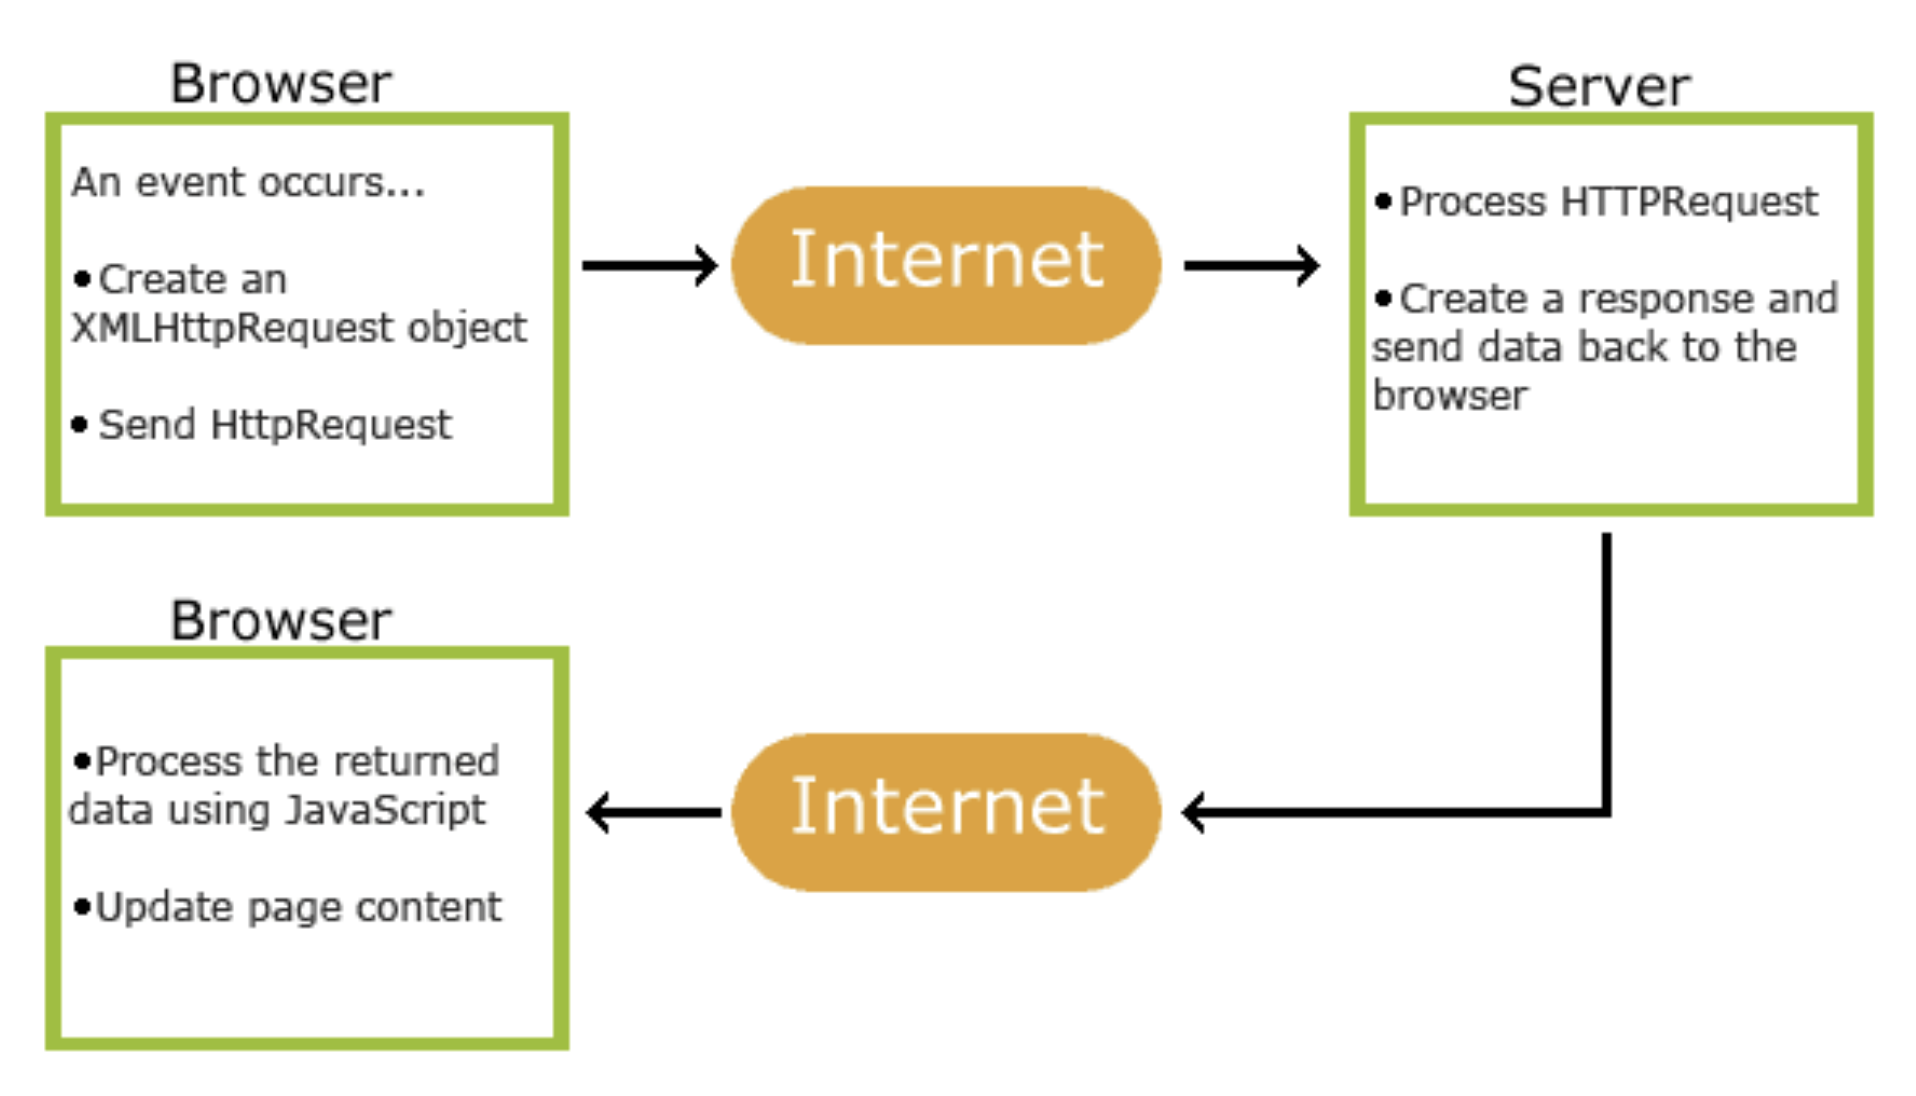 Browser
An event occurs...
•Create an
XMLHttpRequest object
• Send HttpRequest
Internet
Server
•Process HTTPRequest
•Create a response and
send data back to the
browser
Browser
•Process the returned
data using JavaScript
•Update page content
Internet